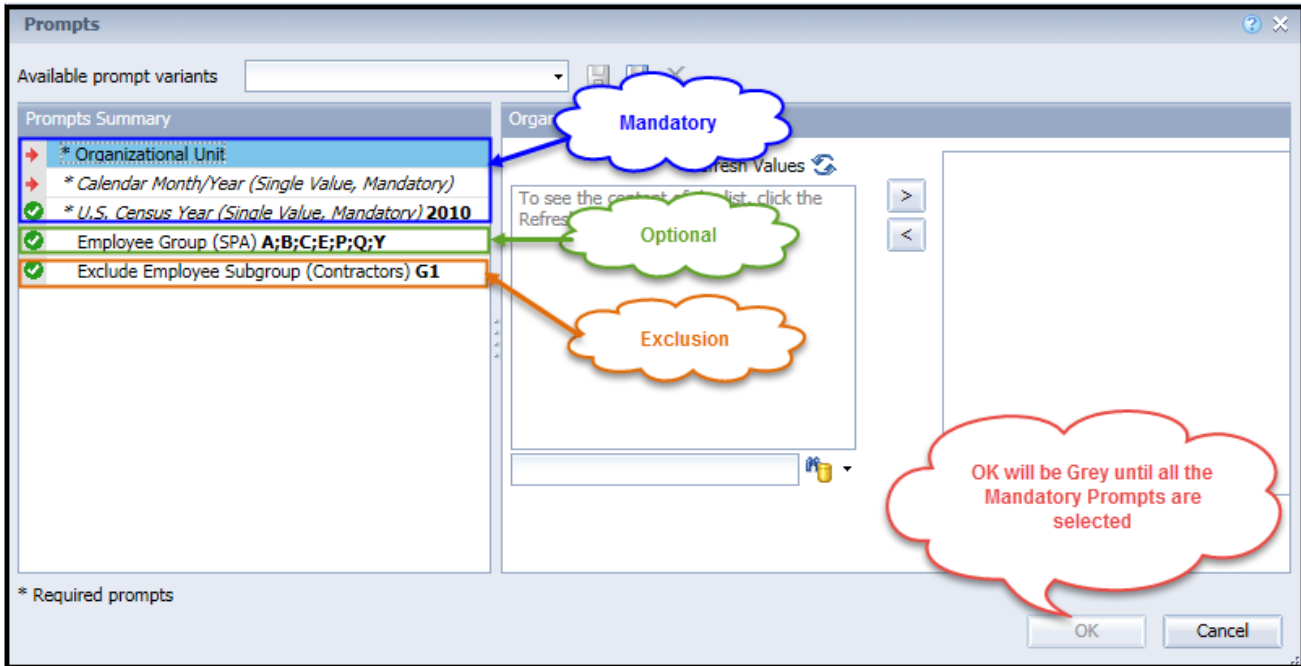 Prompts
Available prompt variants
Prompts Summary
Organ
Mandatory
* Organizational Unit
* Calendar Month/Year (Single Value, Mandatory)
* U.S. Census Year (Single Value, Mandatory) 2010
Employee Group (SPA) A;B;C;E;P;Q;Y
Exclude Employee Subgroup (Contractors) G1
fresh Values
To see the content of the list, click the
Refres
>
<
Optional
Exclusion
OK will be Grey until all the
Mandatory Prompts are
selected
* Required prompts
OK
Cancel